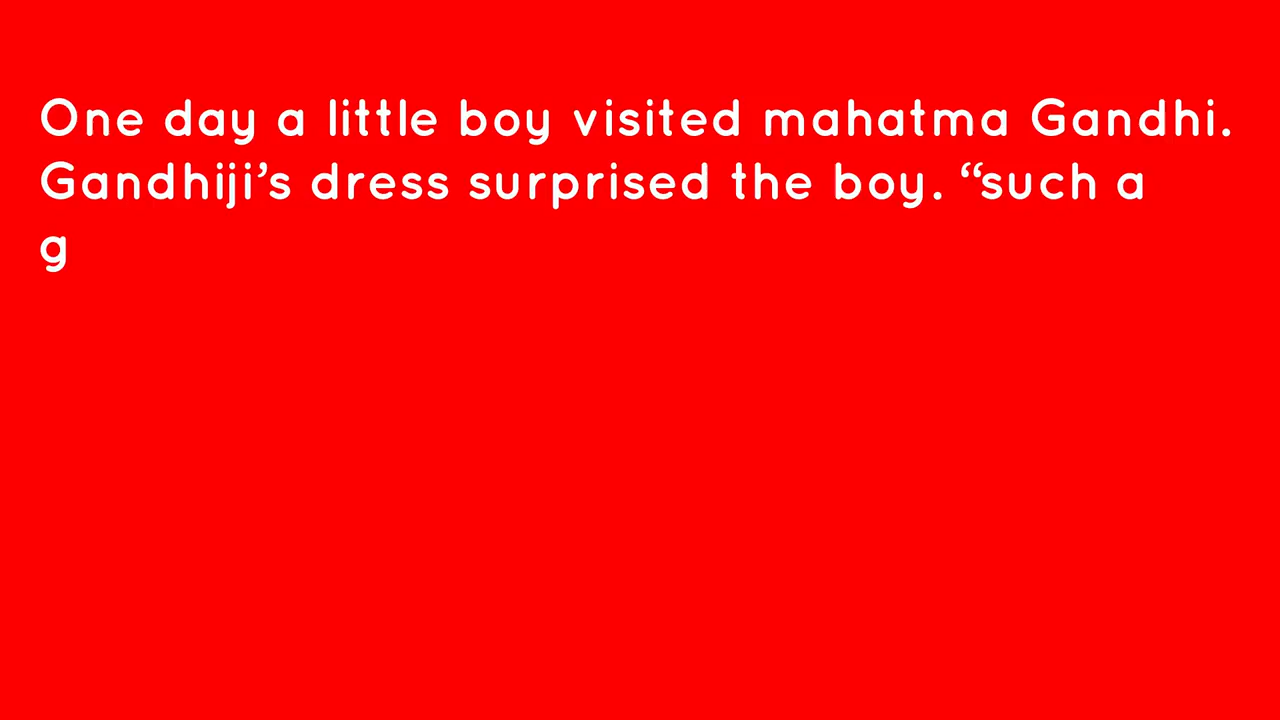 One day a little boy visited mahatma Gandhi.
Gandhiji’s dress surprised the boy. “such a
g